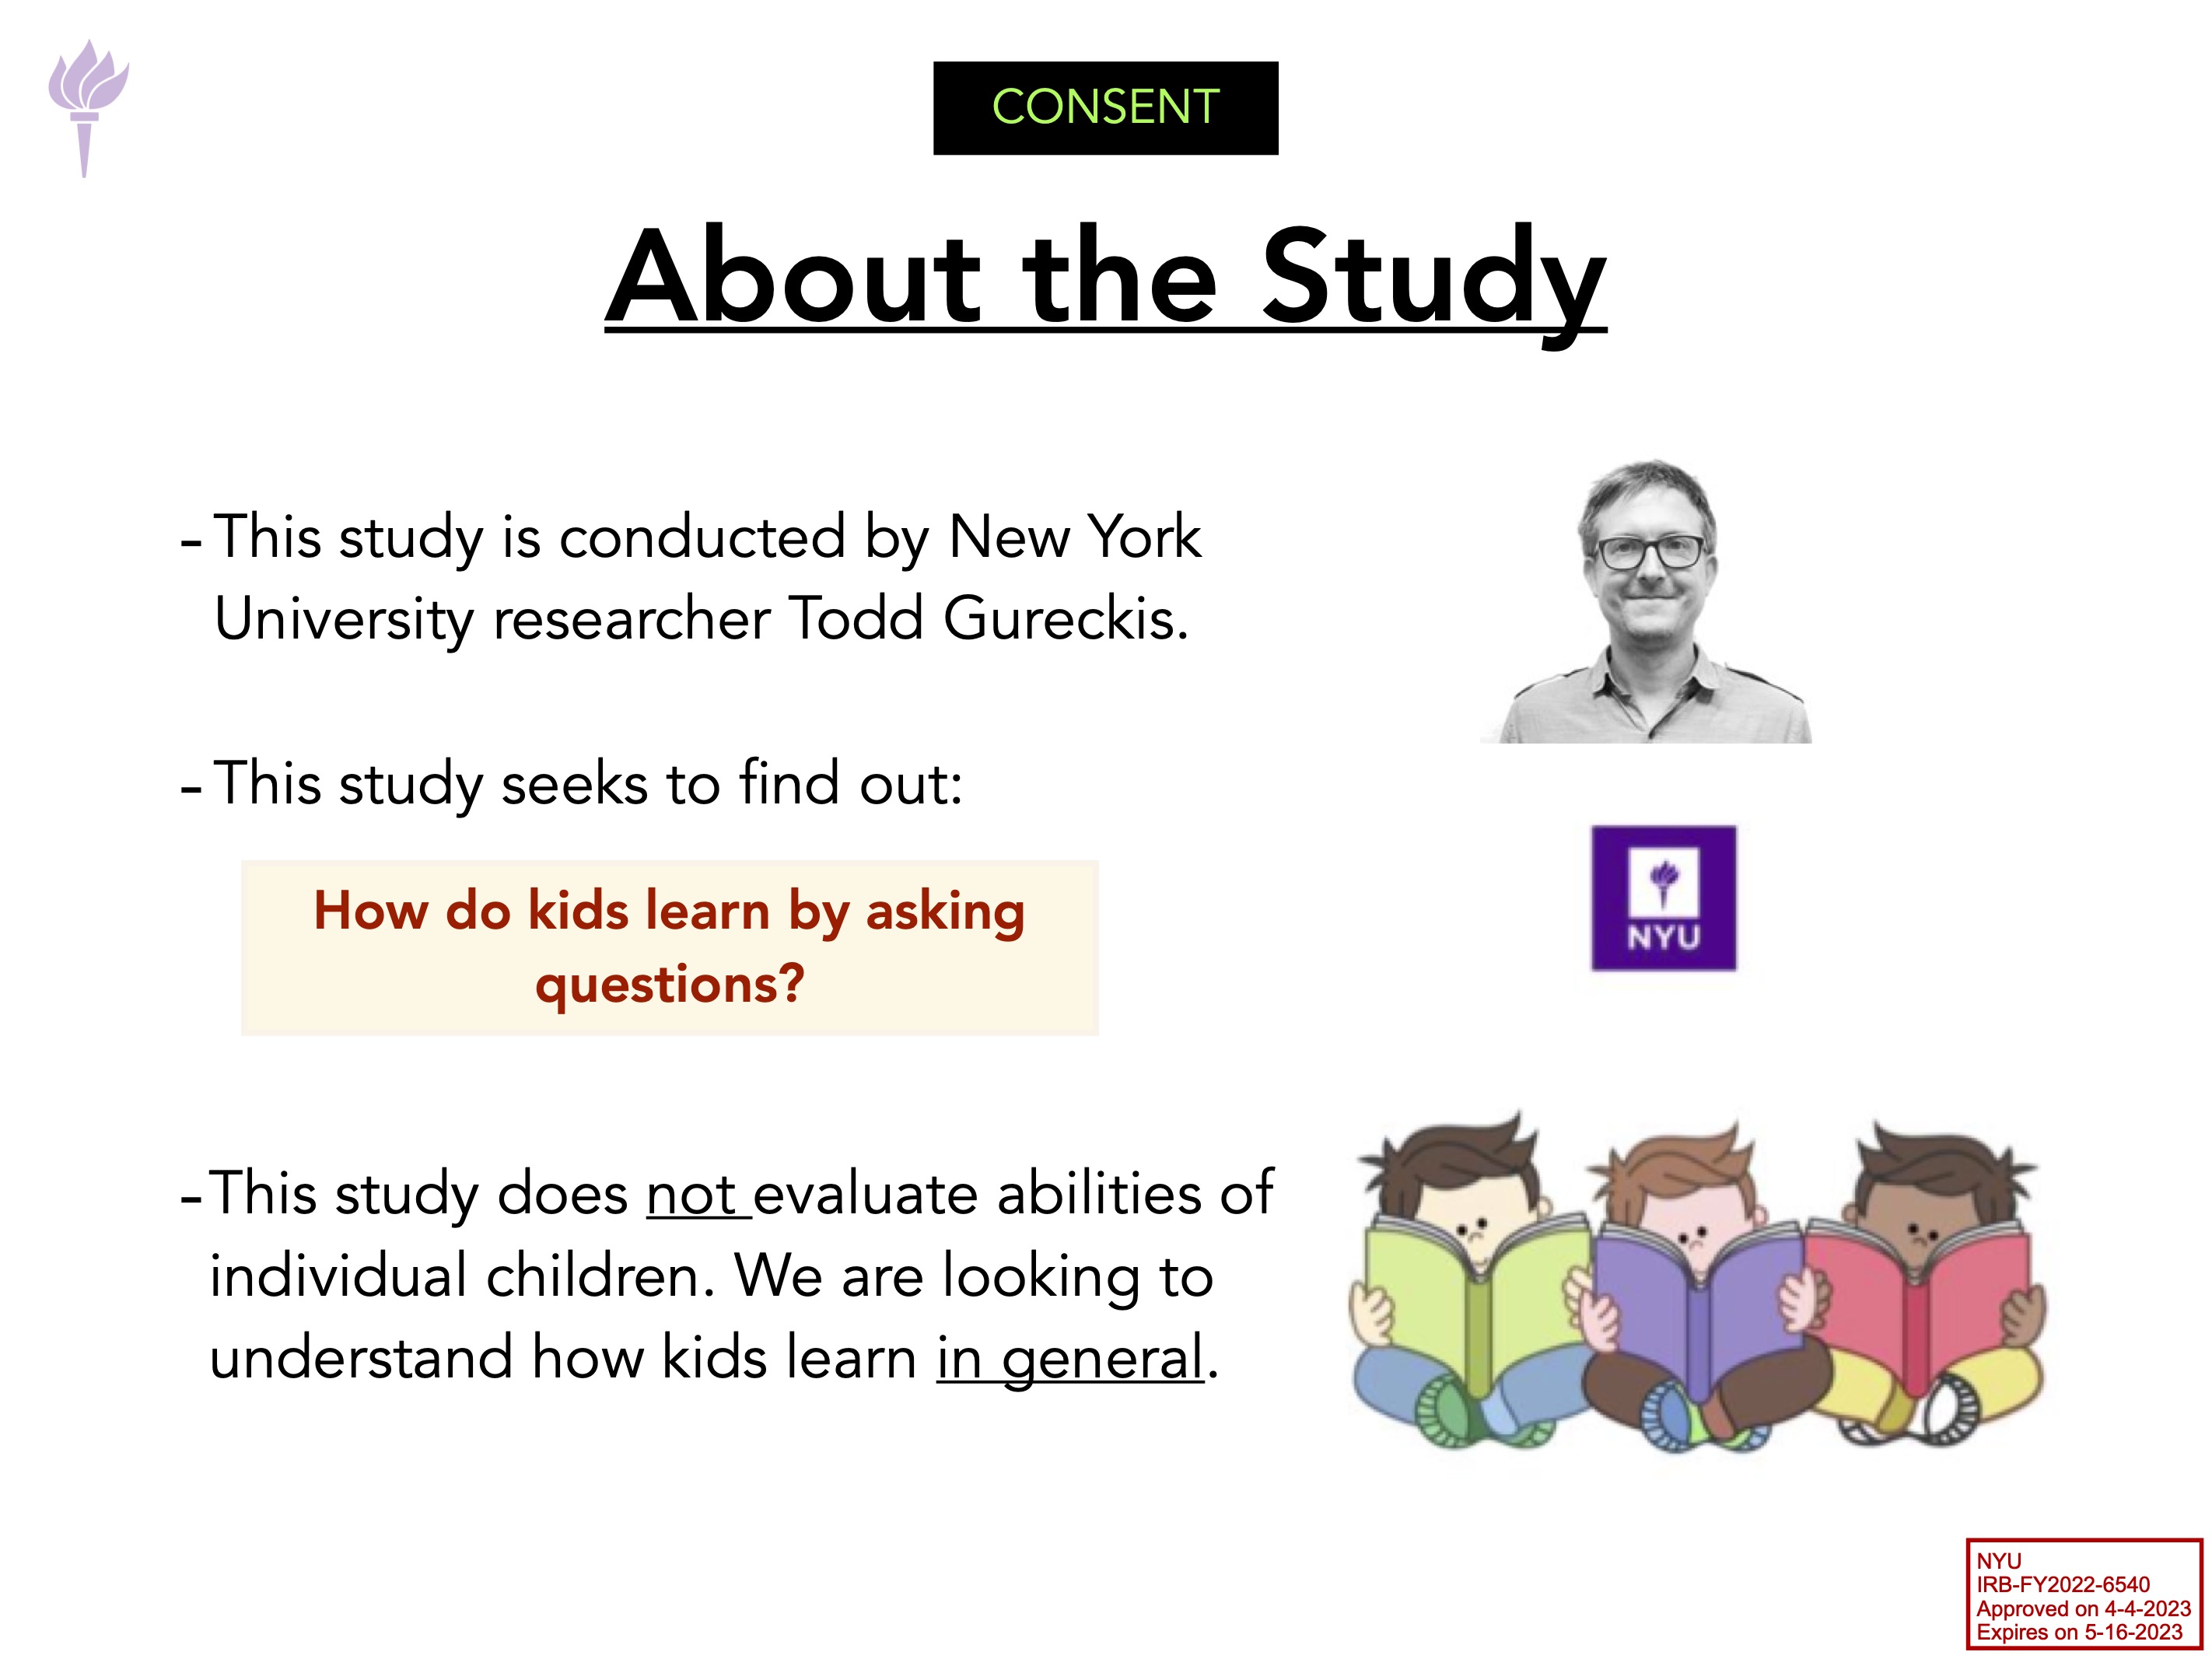 CONSENT
About the Study
-This study is conducted by New York
University researcher Todd Gureckis.
-This study seeks to find out:
How do kids learn by asking
questions?
NYU
-This study does not evaluate abilities of
individual children. We are looking to
understand how kids learn in general.
NYU
IRB-FY2022-6540
Approved on 4-4-2023
Expires on 5-16-2023